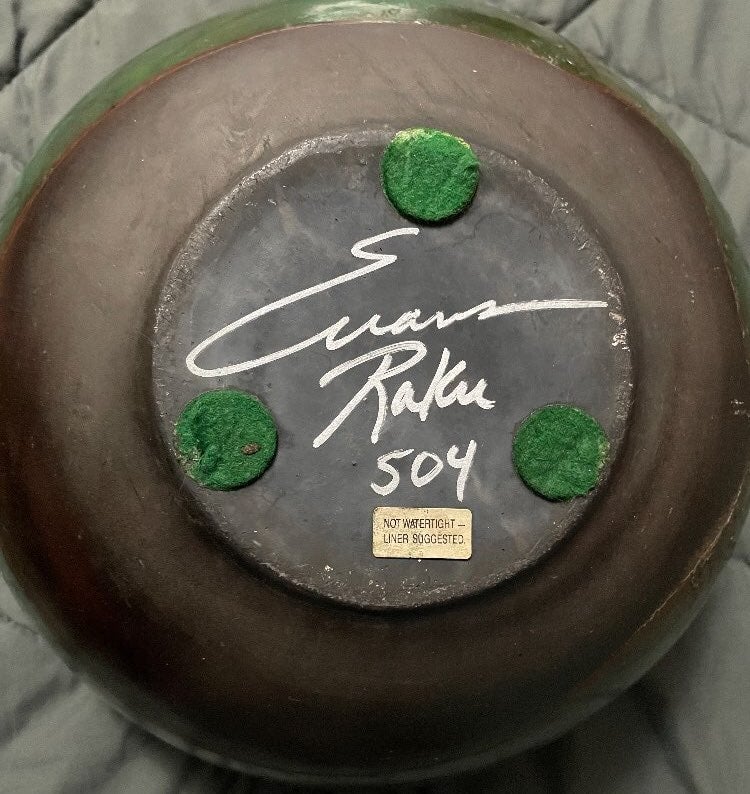 Evans
Raku
504
NOT WATERTIGHT —
LINER SUGGESTED.